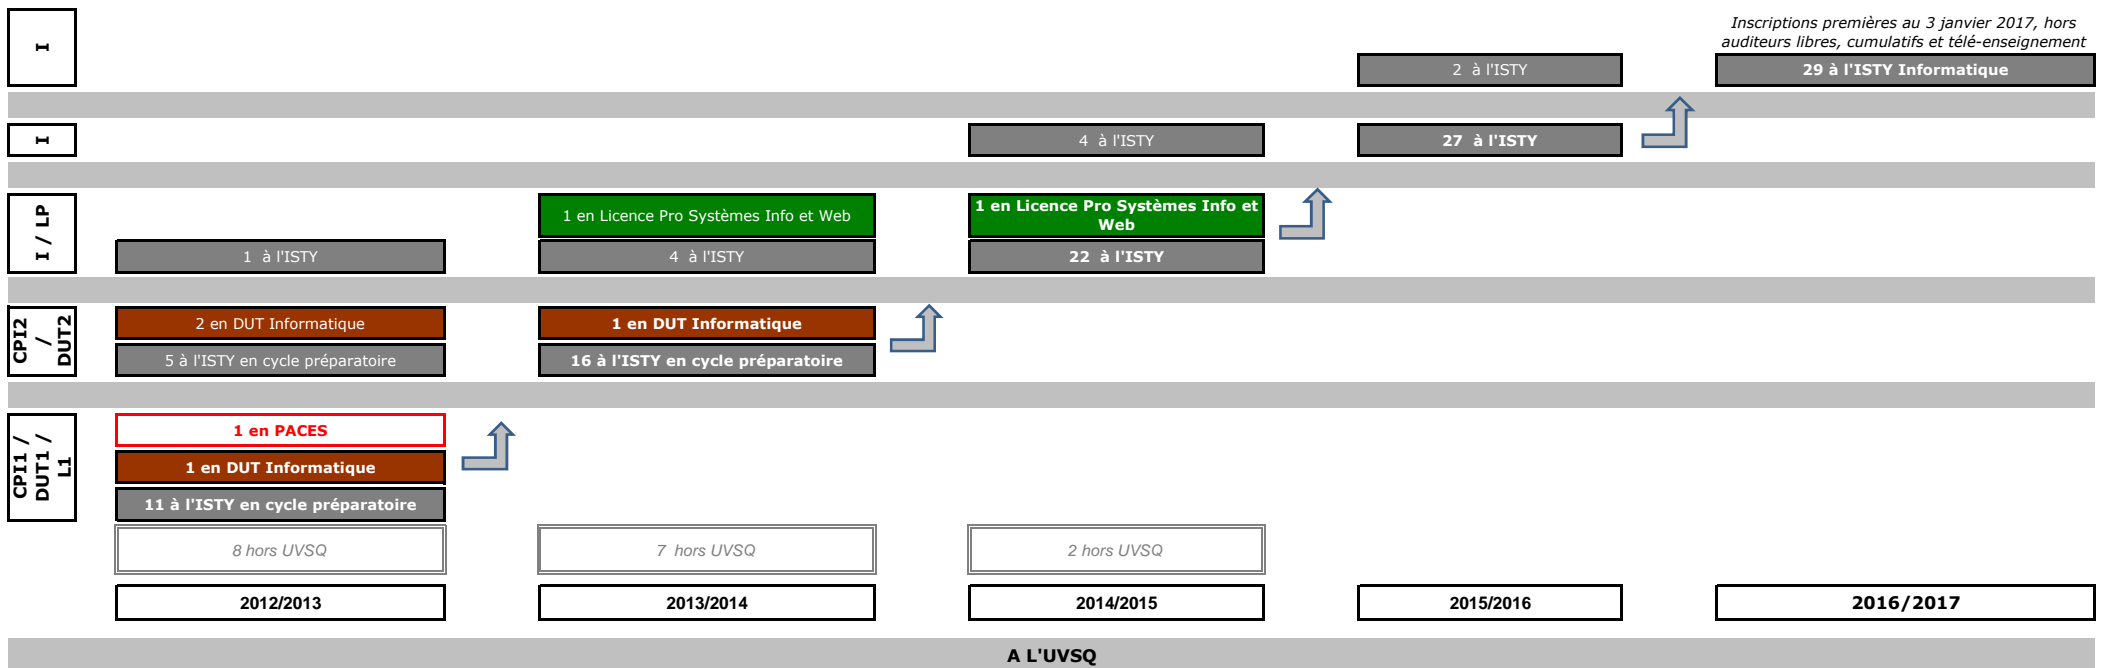 I
Inscriptions premières au 3 janvier 2017, hors
auditeurs libres, cumulatifs et télé-enseignement
2 à l'ISTY
29 à l'ISTY Informatique
I
4 à l'ISTY
27 à l'ISTY
I / LP
1 en Licence Pro Systèmes Info et Web
1 en Licence Pro Systèmes Info et
Web
1 à l'ISTY
4 à l'ISTY
22 à l'ISTY
CPI2
/
DUT2
2 en DUT Informatique
1 en DUT Informatique
5 à l'ISTY en cycle préparatoire
16 à l'ISTY en cycle préparatoire
CPI1 /
DUT1 /
L1
1 en PACES
1 en DUT Informatique
11 à l'ISTY en cycle préparatoire
8 hors UVSQ
7 hors UVSQ
2 hors UVSQ
2012/2013
2013/2014
2014/2015
2015/2016
2016/2017
A L'UVSQ